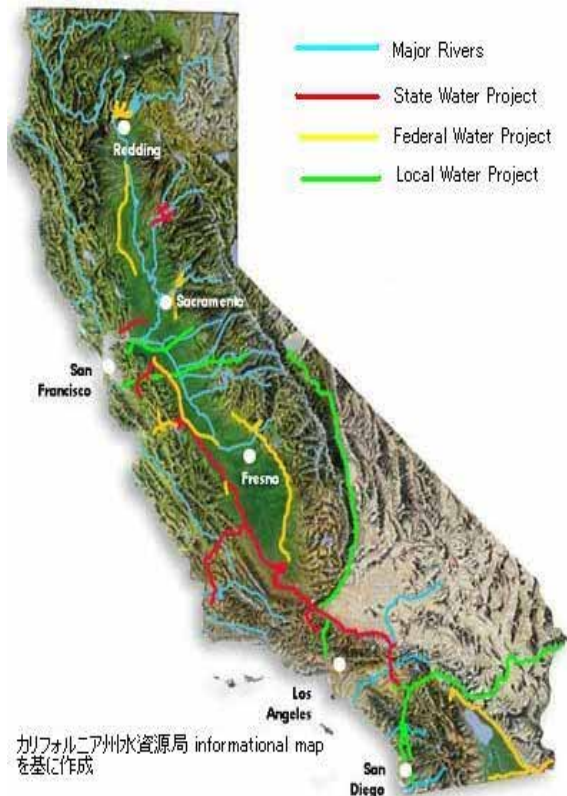 Major Rivers
State Water Project
Federal Water Project
Local Water Project
Redding
Sacramento
San
Francisco
Fresno
Los
Angeles
San
Diego
カリフォルニア州水資源局 informational map
を基に作成